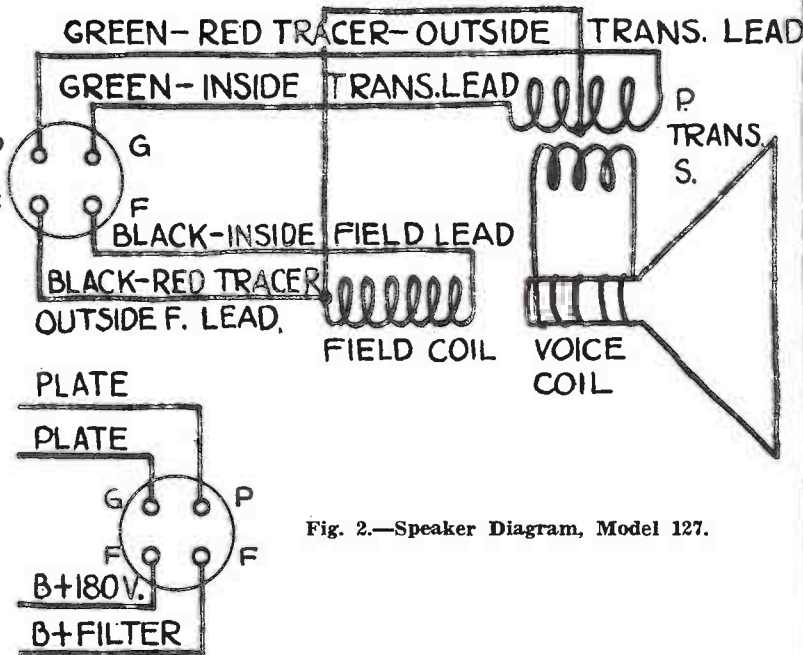 GREEN-RED TRACER-OUTSIDE TRANS. LEAD
GREEN-INSIDE TRANS.LEAD
P.
TRANS.
S.
G
F
BLACK-INSIDE FIELD LEAD
BLACK-RED TRACER
OUTSIDE F. LEAD.
FIELD COIL
VOICE
COIL
PLATE
PLATE
G P
F F
B+180V.
B+FILTER
Fig. 2.—Speaker Diagram, Model 127.